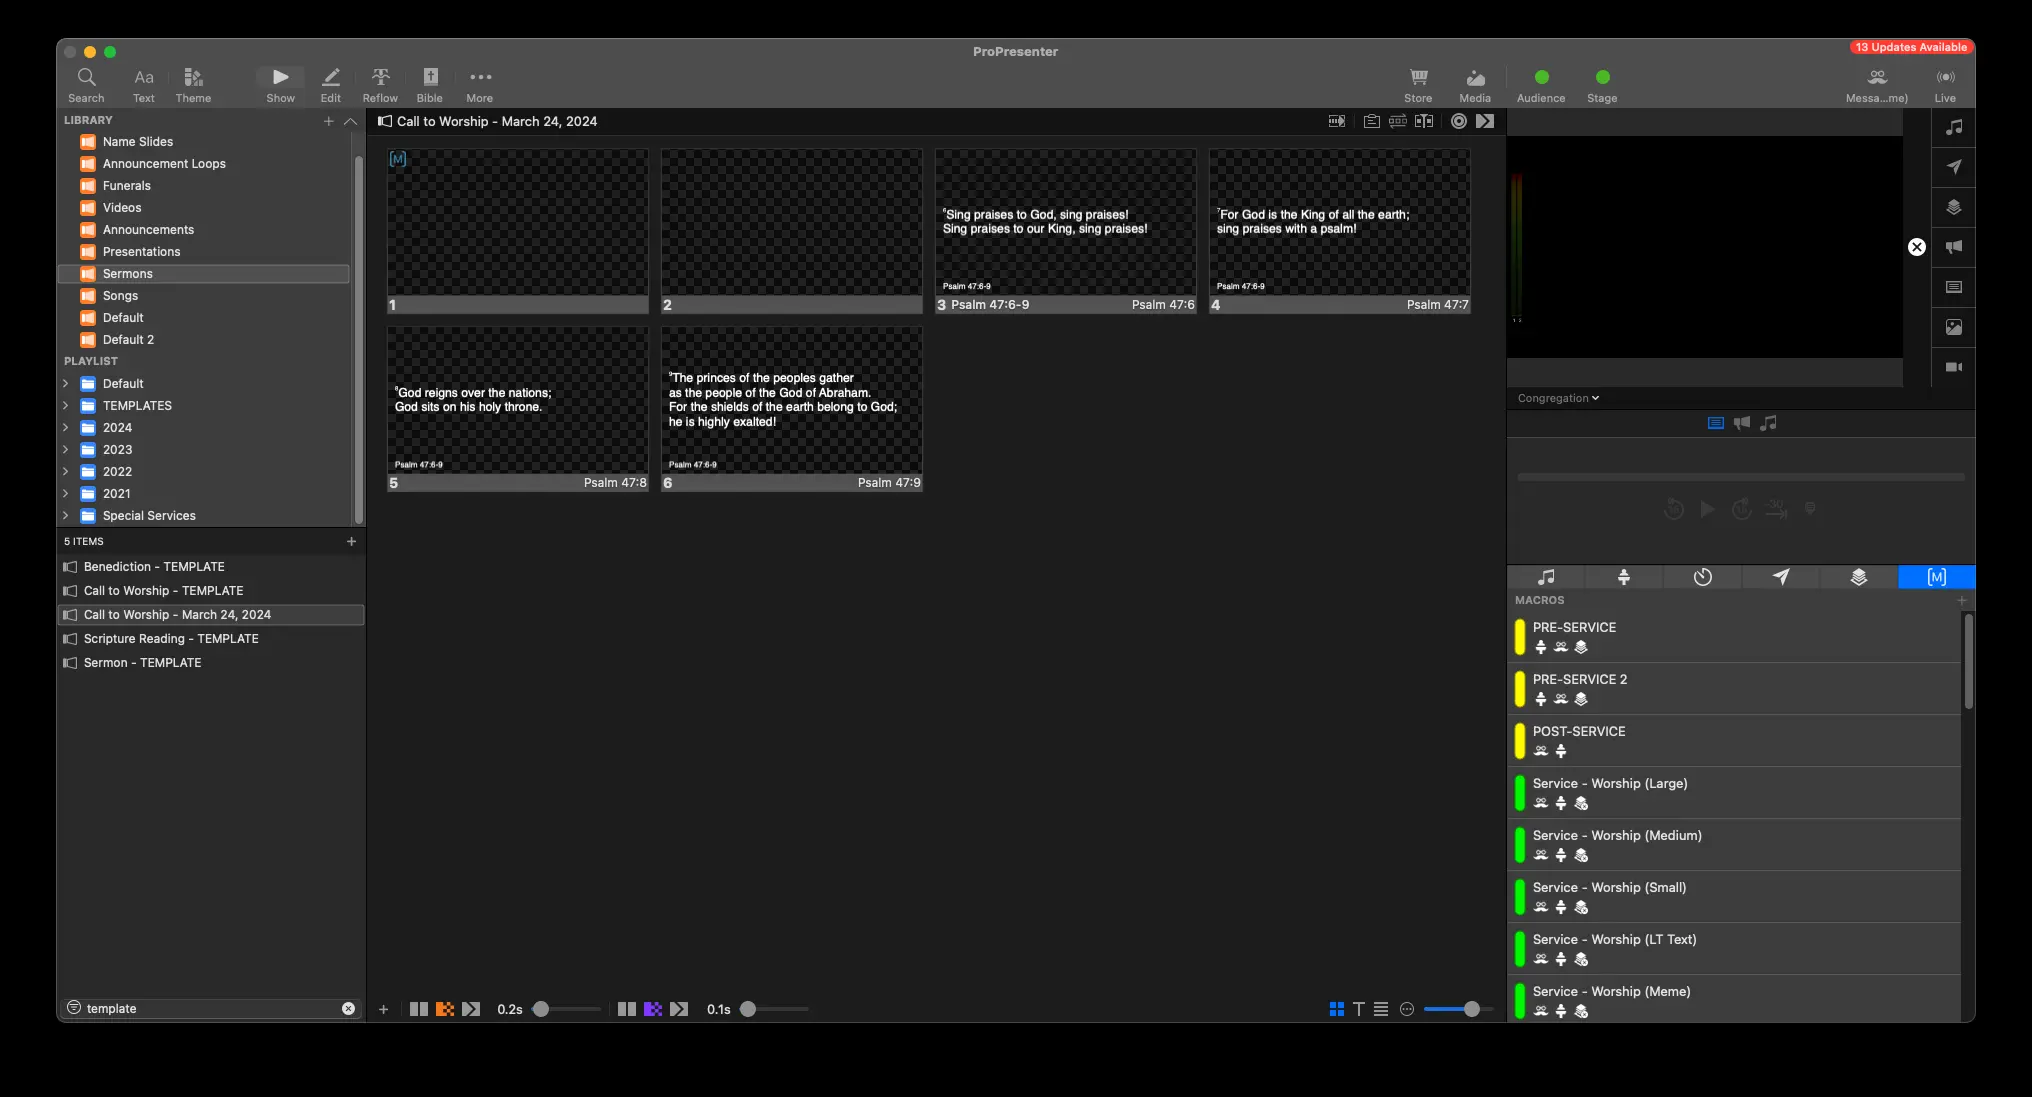 ProPresenter
13 Updates Available
Search
Text
Theme
Show
Edit
Reflow
Bible
More
Store
Media
Audience
Stage
Messa...me)
Live
LIBRARY
Name Slides
Announcement Loops
Funerals
Videos
Announcements
Presentations
Sermons
Songs
Default
Default 2
PLAYLIST
Default
TEMPLATES
2024
2023
2022
2021
Special Services
5 ITEMS
Benediction - TEMPLATE
Call to Worship - TEMPLATE
Call to Worship - March 24, 2024
Scripture Reading - TEMPLATE
Sermon - TEMPLATE
template
Call to Worship - March 24, 2024
[M]
1
2
6Sing praises to God, sing praises!
Sing praises to our King, sing praises!
Psalm 47:6-9
3 Psalm 47:6-9 Psalm 47:6
7For God is the King of all the earth;
sing praises with a psalm!
Psalm 47:6-9
4 Psalm 47:7
8God reigns over the nations;
God sits on his holy throne.
Psalm 47:6-9
5 Psalm 47:8
9The princes of the peoples gather
as the people of the God of Abraham.
For the shields of the earth belong to God;
he is highly exalted!
Psalm 47:6-9
6 Psalm 47:9
0.2s
0.1s
Congregation
[M]
MACROS
PRE-SERVICE
PRE-SERVICE 2
POST-SERVICE
Service - Worship (Large)
Service - Worship (Medium)
Service - Worship (Small)
Service - Worship (LT Text)
Service - Worship (Meme)